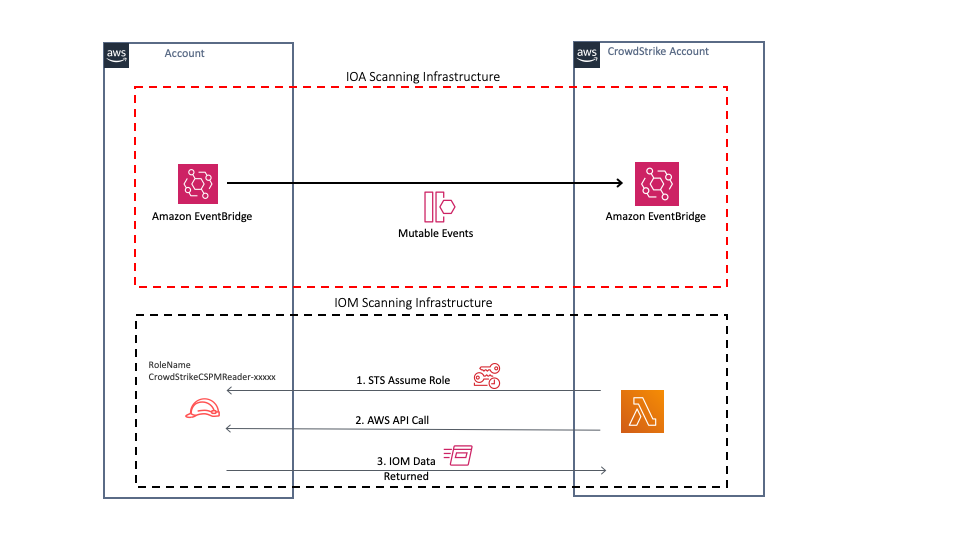 aws
Account
aws
CrowdStrike Account
IOA Scanning Infrastructure
Amazon EventBridge
Amazon EventBridge
Mutable Events
IOM Scanning Infrastructure
RoleName
CrowdStrikeCSPMReader-xxxxx
1. STS Assume Role
2. AWS API Call
3. IOM Data
Returned